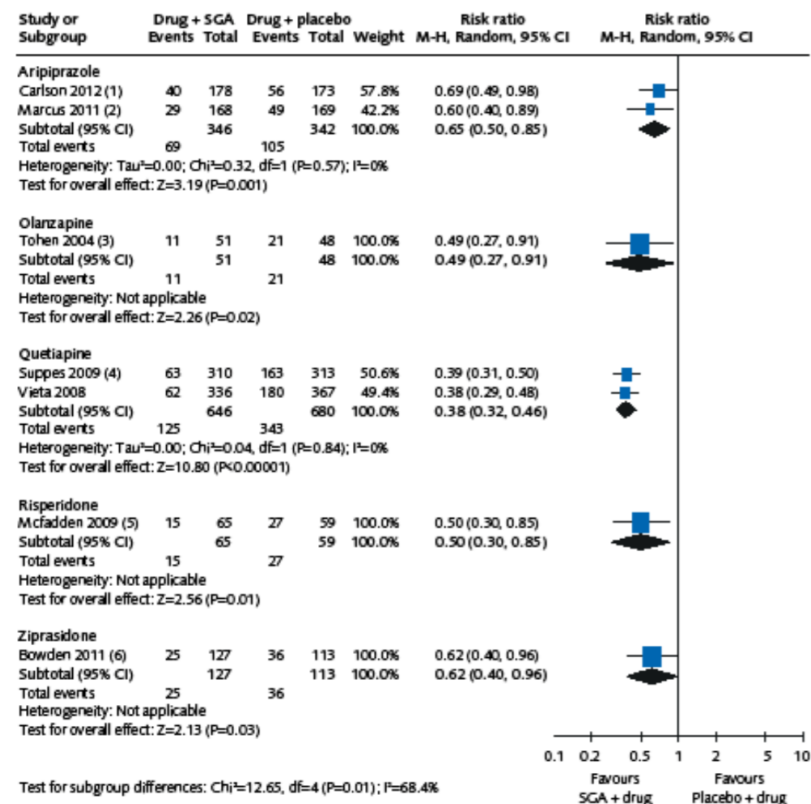 Study or Subgroup Drug + SGA Drug + placebo Risk ratio Risk ratio
Events Total Events Total Weight M-H, Random, 95% CI M-H, Random, 95% CI
Aripiprazole
Carlson 2012 (1) 40 178 56 173 57.8% 0.69 (0.49, 0.98)
Marcus 2011 (2) 29 168 49 169 42.2% 0.60 (0.40, 0.89)
Subtotal (95% CI) 346 342 100.0% 0.65 (0.50, 0.85)
Total events 69 105
Heterogeneity: Tau²=0.00; Chi²=0.32, df=1 (P=0.57); I²=0%
Test for overall effect: Z=3.19 (P=0.001)
Olanzapine
Tohen 2004 (3) 11 51 21 48 100.0% 0.49 (0.27, 0.91)
Subtotal (95% CI) 51 48 100.0% 0.49 (0.27, 0.91)
Total events 11 21
Heterogeneity: Not applicable
Test for overall effect: Z=2.26 (P=0.02)
Quetiapine
Suppes 2009 (4) 63 310 163 313 50.6% 0.39 (0.31, 0.50)
Vieta 2008 62 336 180 367 49.4% 0.38 (0.29, 0.48)
Subtotal (95% CI) 646 680 100.0% 0.38 (0.32, 0.46)
Total events 125 343
Heterogeneity: Tau²=0.00; Chi²=0.04, df=1 (P=0.84); I²=0%
Test for overall effect: Z=10.80 (P<0.00001)
Risperidone
Mcfadden 2009 (5) 15 65 27 59 100.0% 0.50 (0.30, 0.85)
Subtotal (95% CI) 65 59 100.0% 0.50 (0.30, 0.85)
Total events 15 27
Heterogeneity: Not applicable
Test for overall effect: Z=2.56 (P=0.01)
Ziprasidone
Bowden 2011 (6) 25 127 36 113 100.0% 0.62 (0.40, 0.96)
Subtotal (95% CI) 127 113 100.0% 0.62 (0.40, 0.96)
Total events 25 36
Heterogeneity: Not applicable
Test for overall effect: Z=2.13 (P=0.03)
0.1 0.2 0.5 1 2 5 10
Test for subgroup differences: Chi²=12.65, df=4 (P=0.01); I²=68.4%
Favours SGA + drug
Favours Placebo + drug